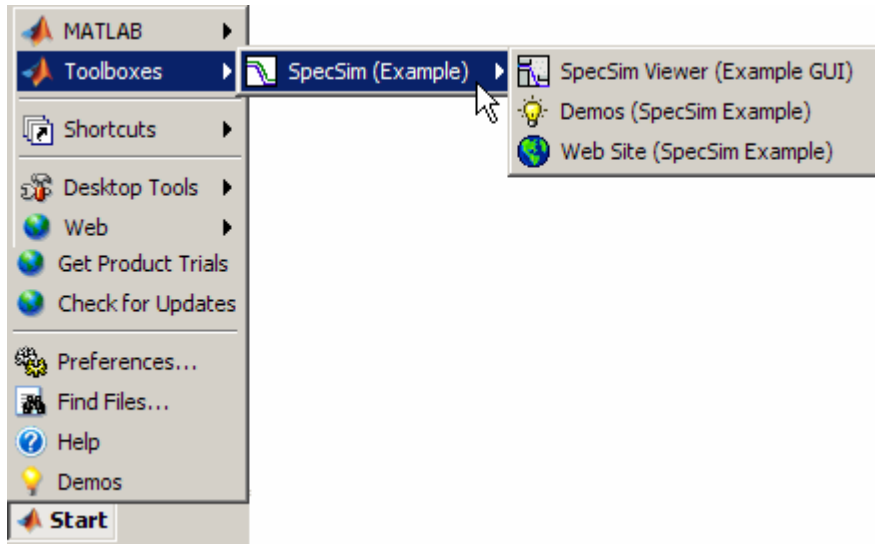 MATLAB
Toolboxes
SpecSim (Example)
SpecSim Viewer (Example GUI)
Demos (SpecSim Example)
Web Site (SpecSim Example)
Shortcuts
Desktop Tools
Web
Get Product Trials
Check for Updates
Preferences...
Find Files...
Help
Demos
Start